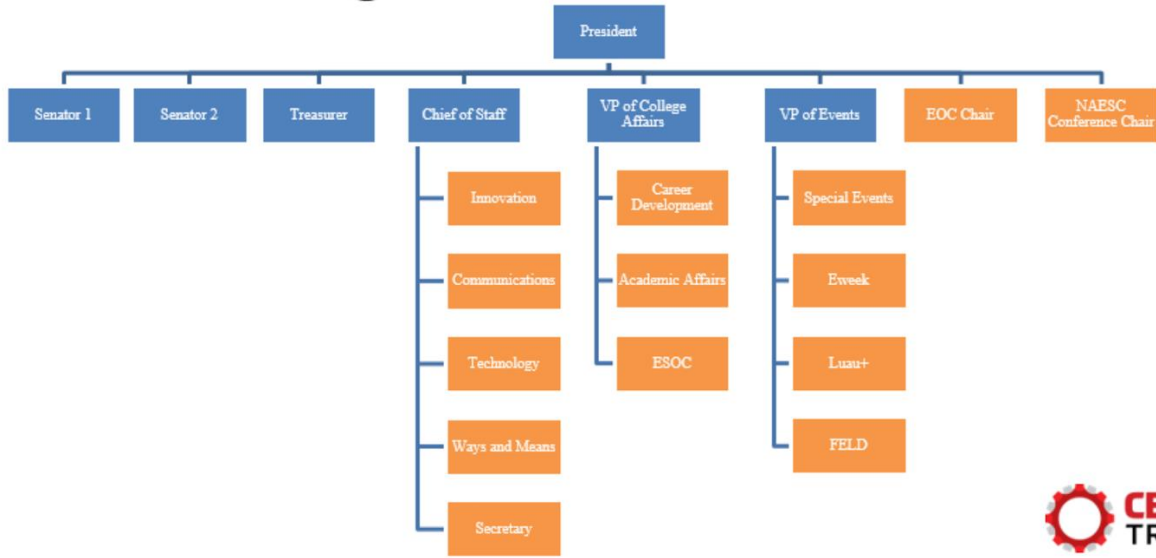 President
Senator 1
Senator 2
Treasurer
Chief of Staff
VP of College
Affairs
VP of Events
EOC Chair
NAESC
Conference Chair
Innovation
Communications
Technology
Ways and Means
Secretary
Career
Development
Academic Affairs
ESOC
Special Events
Eweek
Luau+
FELD